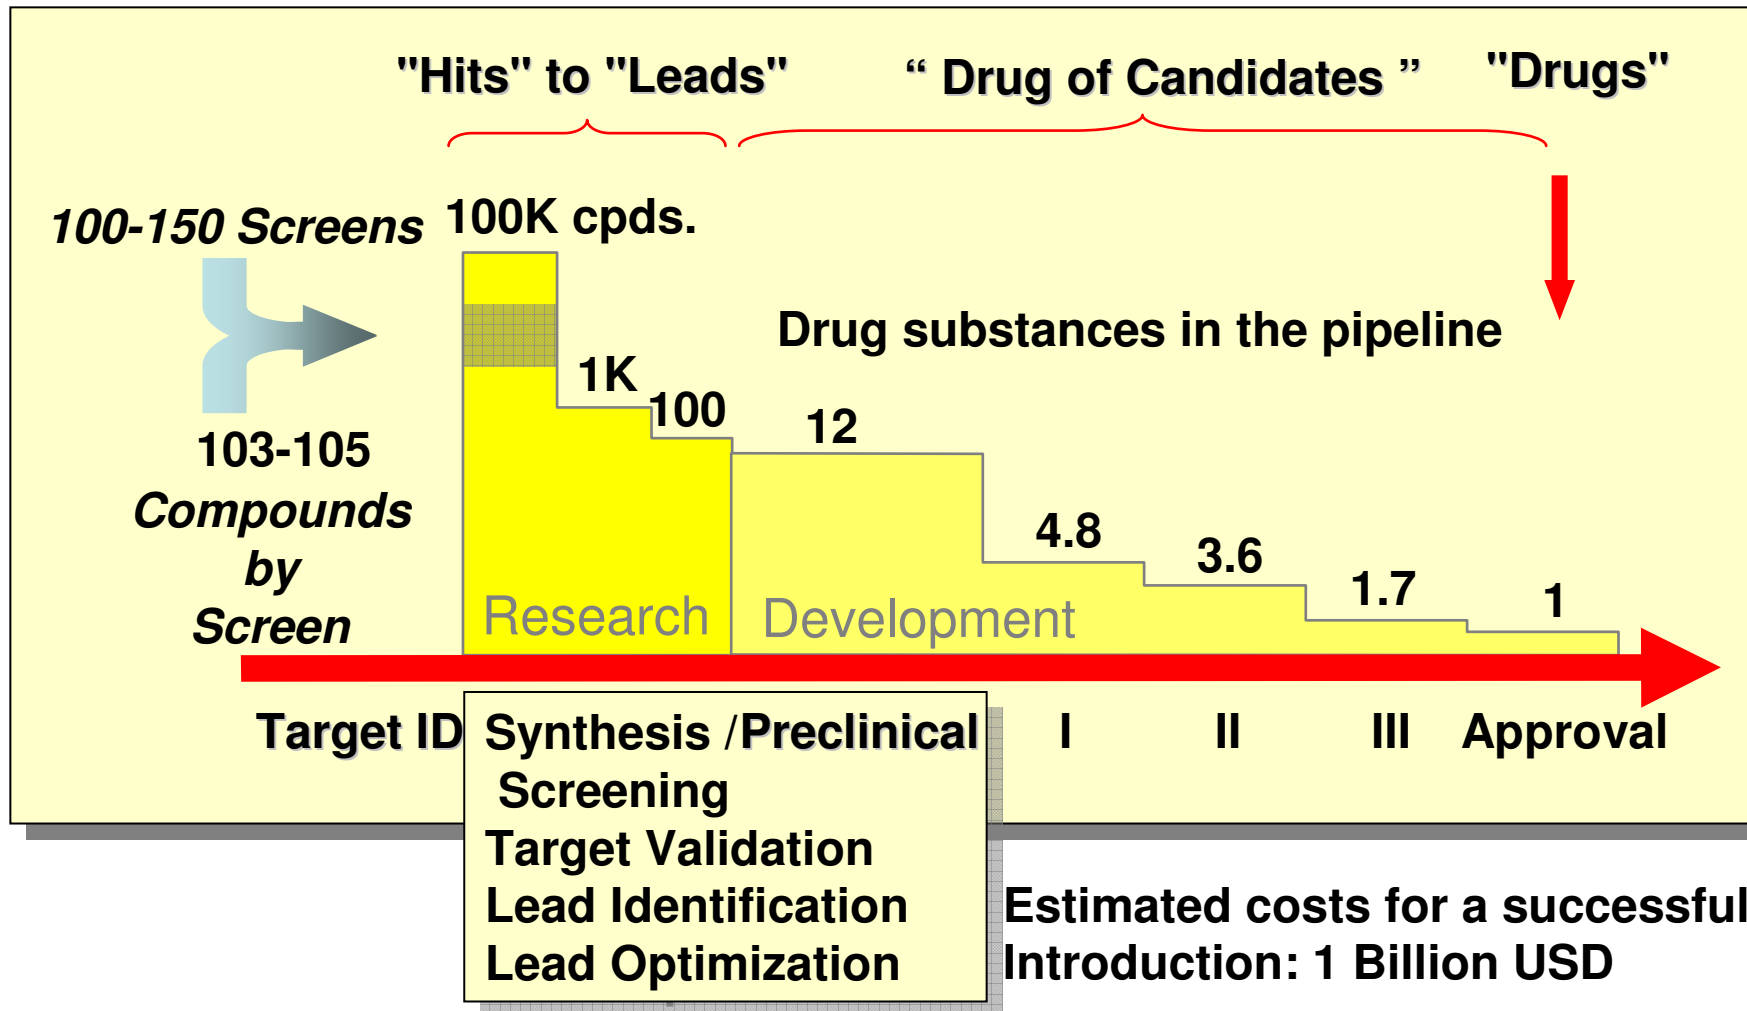 "Hits" to "Leads"
“ Drug of Candidates ”
"Drugs"
100-150 Screens
100K cpds.
Drug substances in the pipeline
1K
100
12
103-105
Compounds
by
Screen
4.8
3.6
1.7
1
Research
Development
Target ID
Synthesis /Preclinical
I
II
III
Approval
Screening
Target Validation
Lead Identification
Lead Optimization
Estimated costs for a successful
Introduction: 1 Billion USD